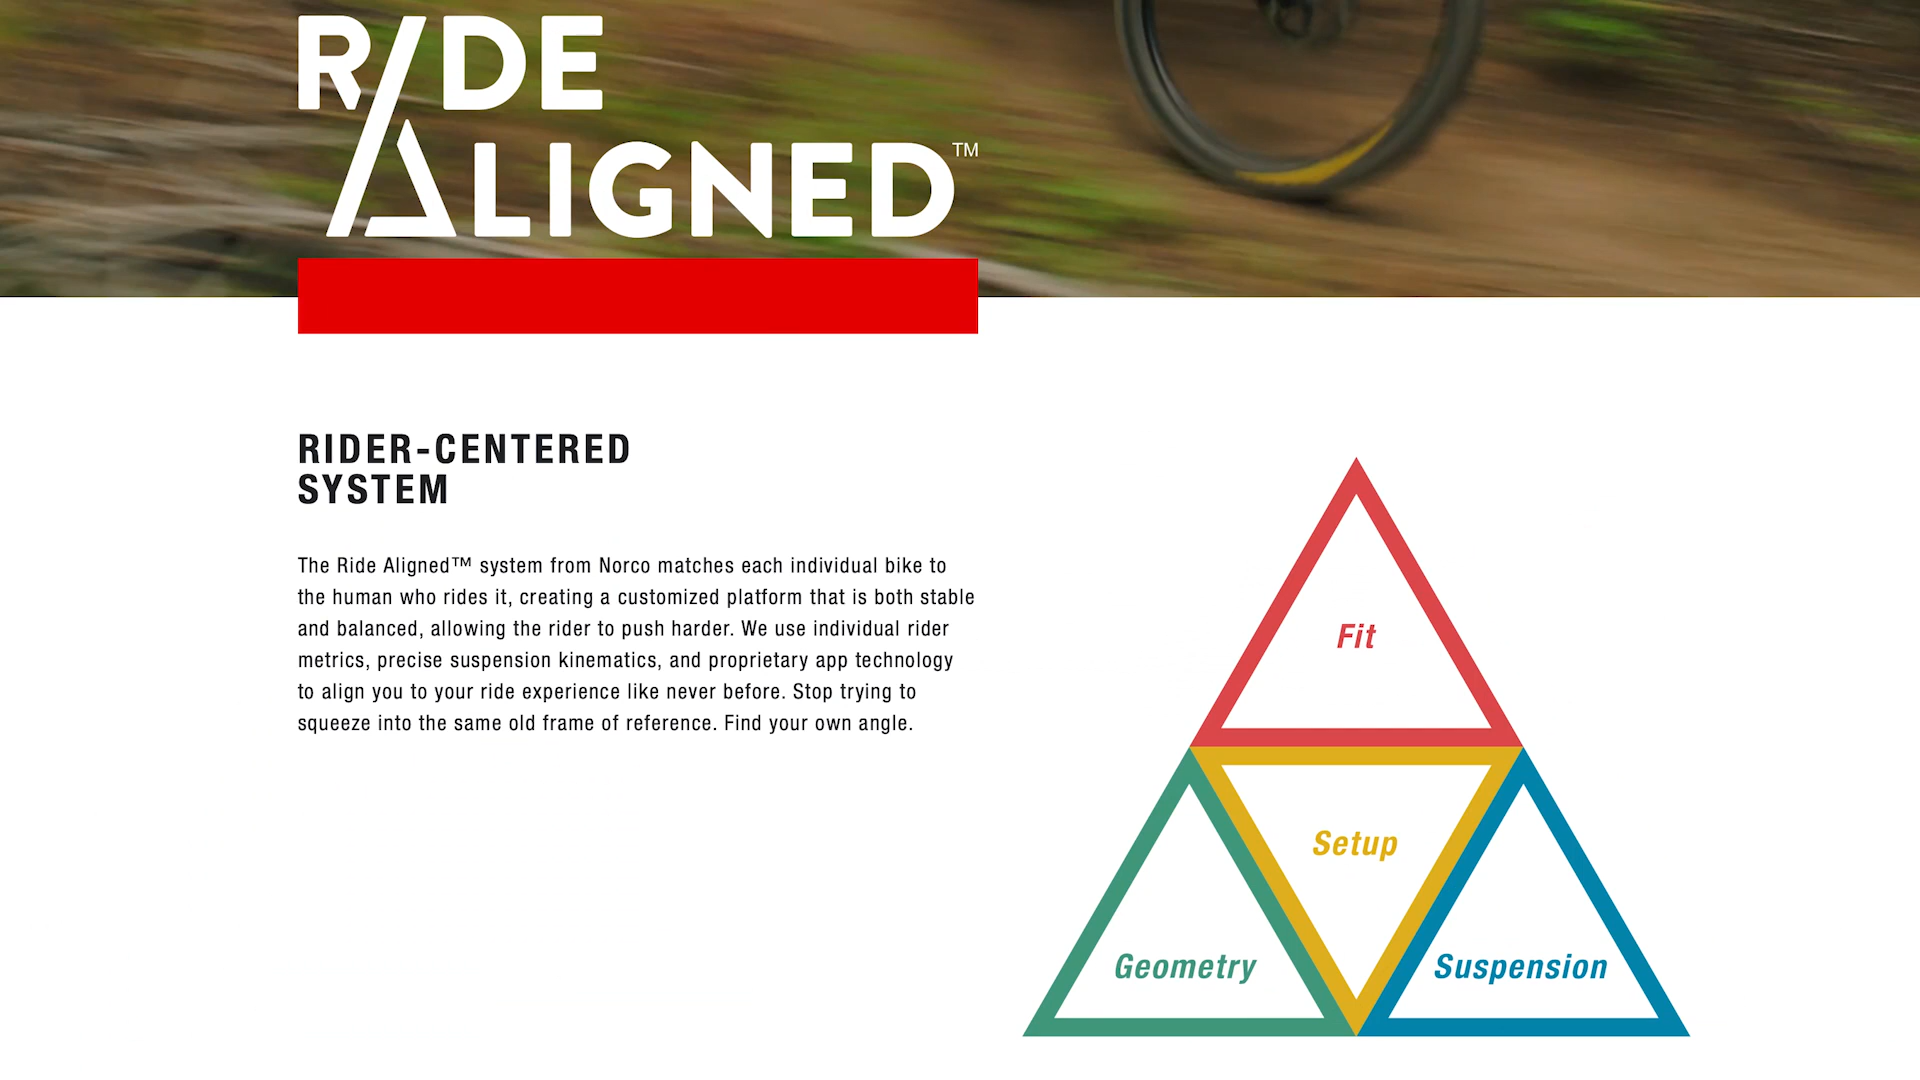 RIDE
ALIGNED™
RIDER-CENTERED
SYSTEM
The Ride Aligned™ system from Norco matches each individual bike to
the human who rides it, creating a customized platform that is both stable
and balanced, allowing the rider to push harder. We use individual rider
metrics, precise suspension kinematics, and proprietary app technology
to align you to your ride experience like never before. Stop trying to
squeeze into the same old frame of reference. Find your own angle.
Fit
Setup
Geometry
Suspension